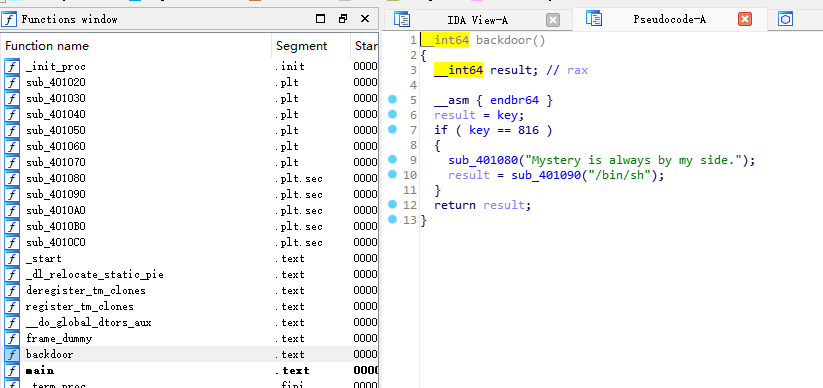 Functions window
Function name Segment Star
_init_proc .init 0000
sub_401020 .plt 0000
sub_401030 .plt 0000
sub_401040 .plt 0000
sub_401050 .plt 0000
sub_401060 .plt 0000
sub_401070 .plt 0000
sub_401080 .plt.sec 0000
sub_401090 .plt.sec 0000
sub_4010A0 .plt.sec 0000
sub_4010B0 .plt.sec 0000
sub_4010C0 .plt.sec 0000
_start .text 0000
_dl_relocate_static_pie .text 0000
deregister_tm_clones .text 0000
register_tm_clones .text 0000
__do_global_dtors_aux .text 0000
frame_dummy .text 0000
backdoor .text 0000
main .text 0000
_term_proc .fini 0000
IDA View-A Pseudocode-A
1 __int64 backdoor()
2 {
3 __int64 result; // rax
4
5 __asm { endbr64 }
6 result = key;
7 if ( key == 816 )
8 {
9 sub_401080("Mystery is always by my side.");
10 result = sub_401090("/bin/sh");
11 }
12 return result;
13 }